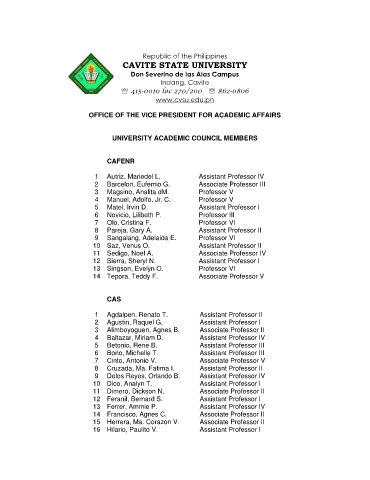 Republic of the Philippines
CAVITE STATE UNIVERSITY
Don Severino de las Alas Campus
Indang, Cavite
☏ 415-0010 loc 270/200 ☏ 862-0806
www.cvsu.edu.ph
OFFICE OF THE VICE PRESIDENT FOR ACADEMIC AFFAIRS
UNIVERSITY ACADEMIC COUNCIL MEMBERS
CAFENR
1 Autriz, Mariedel L. Assistant Professor IV
2 Barcelon, Eufemio G. Associate Professor III
3 Magsino, Analita dM. Professor V
4 Manuel, Adolfo, Jr. C. Professor V
5 Matel, Irvin D. Assistant Professor I
6 Novicio, Lilibeth P. Professor III
7 Olo, Cristina F. Professor VI
8 Pareja, Gary A. Assistant Professor II
9 Sangalang, Adelaida E. Professor VI
10 Saz, Venus O. Assistant Professor II
11 Sedigo, Noel A. Associate Professor IV
12 Sierra, Sheryl N. Assistant Professor I
13 Singson, Evelyn O. Professor VI
14 Tepora, Teddy F. Associate Professor V
CAS
1 Agdalpen, Renato T. Assistant Professor II
2 Agustin, Raquel G. Assistant Professor I
3 Alimboyoguen, Agnes B. Associate Professor II
4 Baltazar, Miriam D. Assistant Professor IV
5 Betonio, Rene B. Assistant Professor III
6 Bono, Michelle T. Assistant Professor III
7 Cinto, Antonio V. Associate Professor V
8 Cruzada, Ma. Fatima I. Assistant Professor II
9 Delos Reyes, Orlando B. Assistant Professor IV
10 Dico, Analyn T. Assistant Professor I
11 Dimero, Dickson N. Associate Professor II
12 Feranil, Bernard S. Assistant Professor I
13 Ferrer, Ammie P. Assistant Professor IV
14 Francisco, Agnes C. Associate Professor II
15 Herrera, Ma. Corazon V. Associate Professor II
16 Hilario, Paulito V. Assistant Professor I